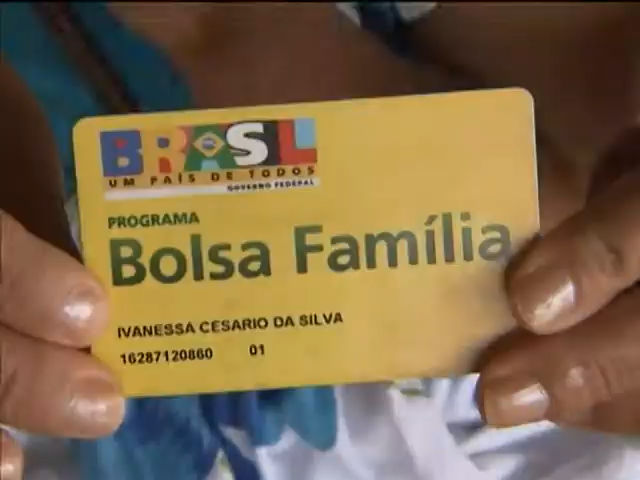 BRASIL
UM PAÍS DE TODOS
GOVERNO FEDERAL
PROGRAMA
Bolsa Família
IVANESSA CESARIO DA SILVA
16287120860 01